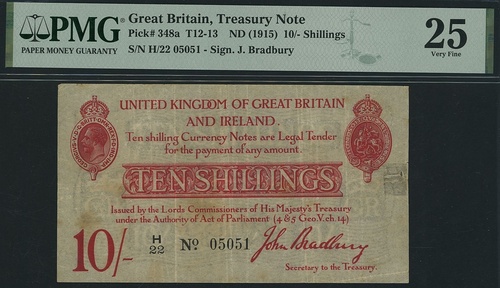 PMG
PAPER MONEY GUARANTY
Great Britain, Treasury Note
Pick# 348a T12-13 ND (1915) 10/- Shillings
S/N H/22 05051 - Sign. J. Bradbury
25
Very Fine
UNITED KINGDOM OF GREAT BRITAIN
AND IRELAND.
Ten shilling Currency Notes are Legal Tender
for the payment of any amount.
TEN SHILLINGS
Issued by the Lords Commissioners of His Majesty's Treasury
under the Authority of Act of Parliament (4 & 5 Geo.V. ch.14)
10/-
H
22
No. 05051
John Bradbury
Secretary to the Treasury.